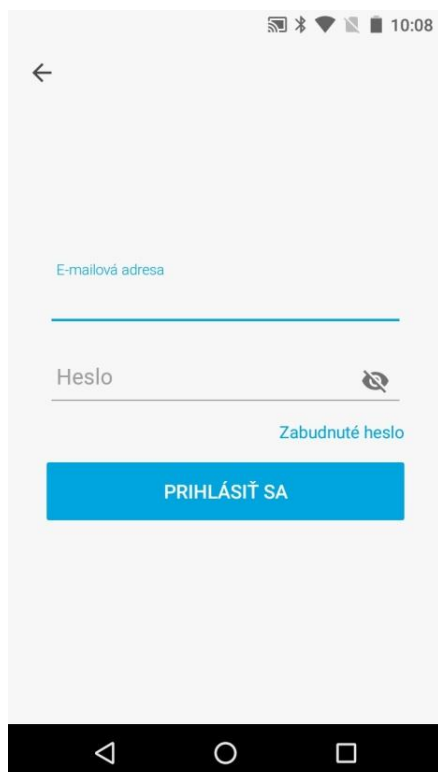 10:08
E-mailová adresa
Heslo
Zabudnuté heslo
PRIHLÁSIŤ SA